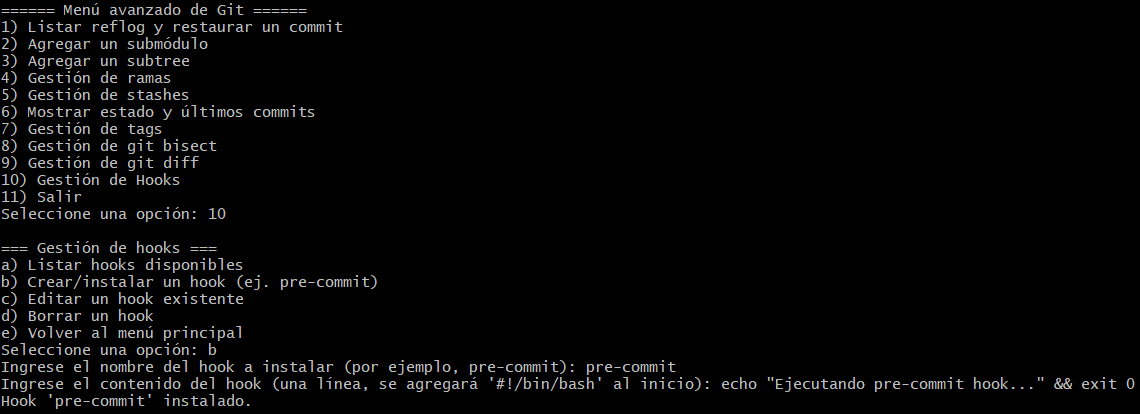 ====== Menú avanzado de Git ======
1) Listar reflog y restaurar un commit
2) Agregar un submódulo
3) Agregar un subtree
4) Gestión de ramas
5) Gestión de stashes
6) Mostrar estado y últimos commits
7) Gestión de tags
8) Gestión de git bisect
9) Gestión de git diff
10) Gestión de Hooks
11) Salir
Seleccione una opción: 10
=== Gestión de hooks ===
a) Listar hooks disponibles
b) Crear/instalar un hook (ej. pre-commit)
c) Editar un hook existente
d) Borrar un hook
e) Volver al menú principal
Seleccione una opción: b
Ingrese el nombre del hook a instalar (por ejemplo, pre-commit): pre-commit
Ingrese el contenido del hook (una línea, se agregará '#!/bin/bash' al inicio): echo "Ejecutando pre-commit hook..." && exit 0
Hook 'pre-commit' instalado.